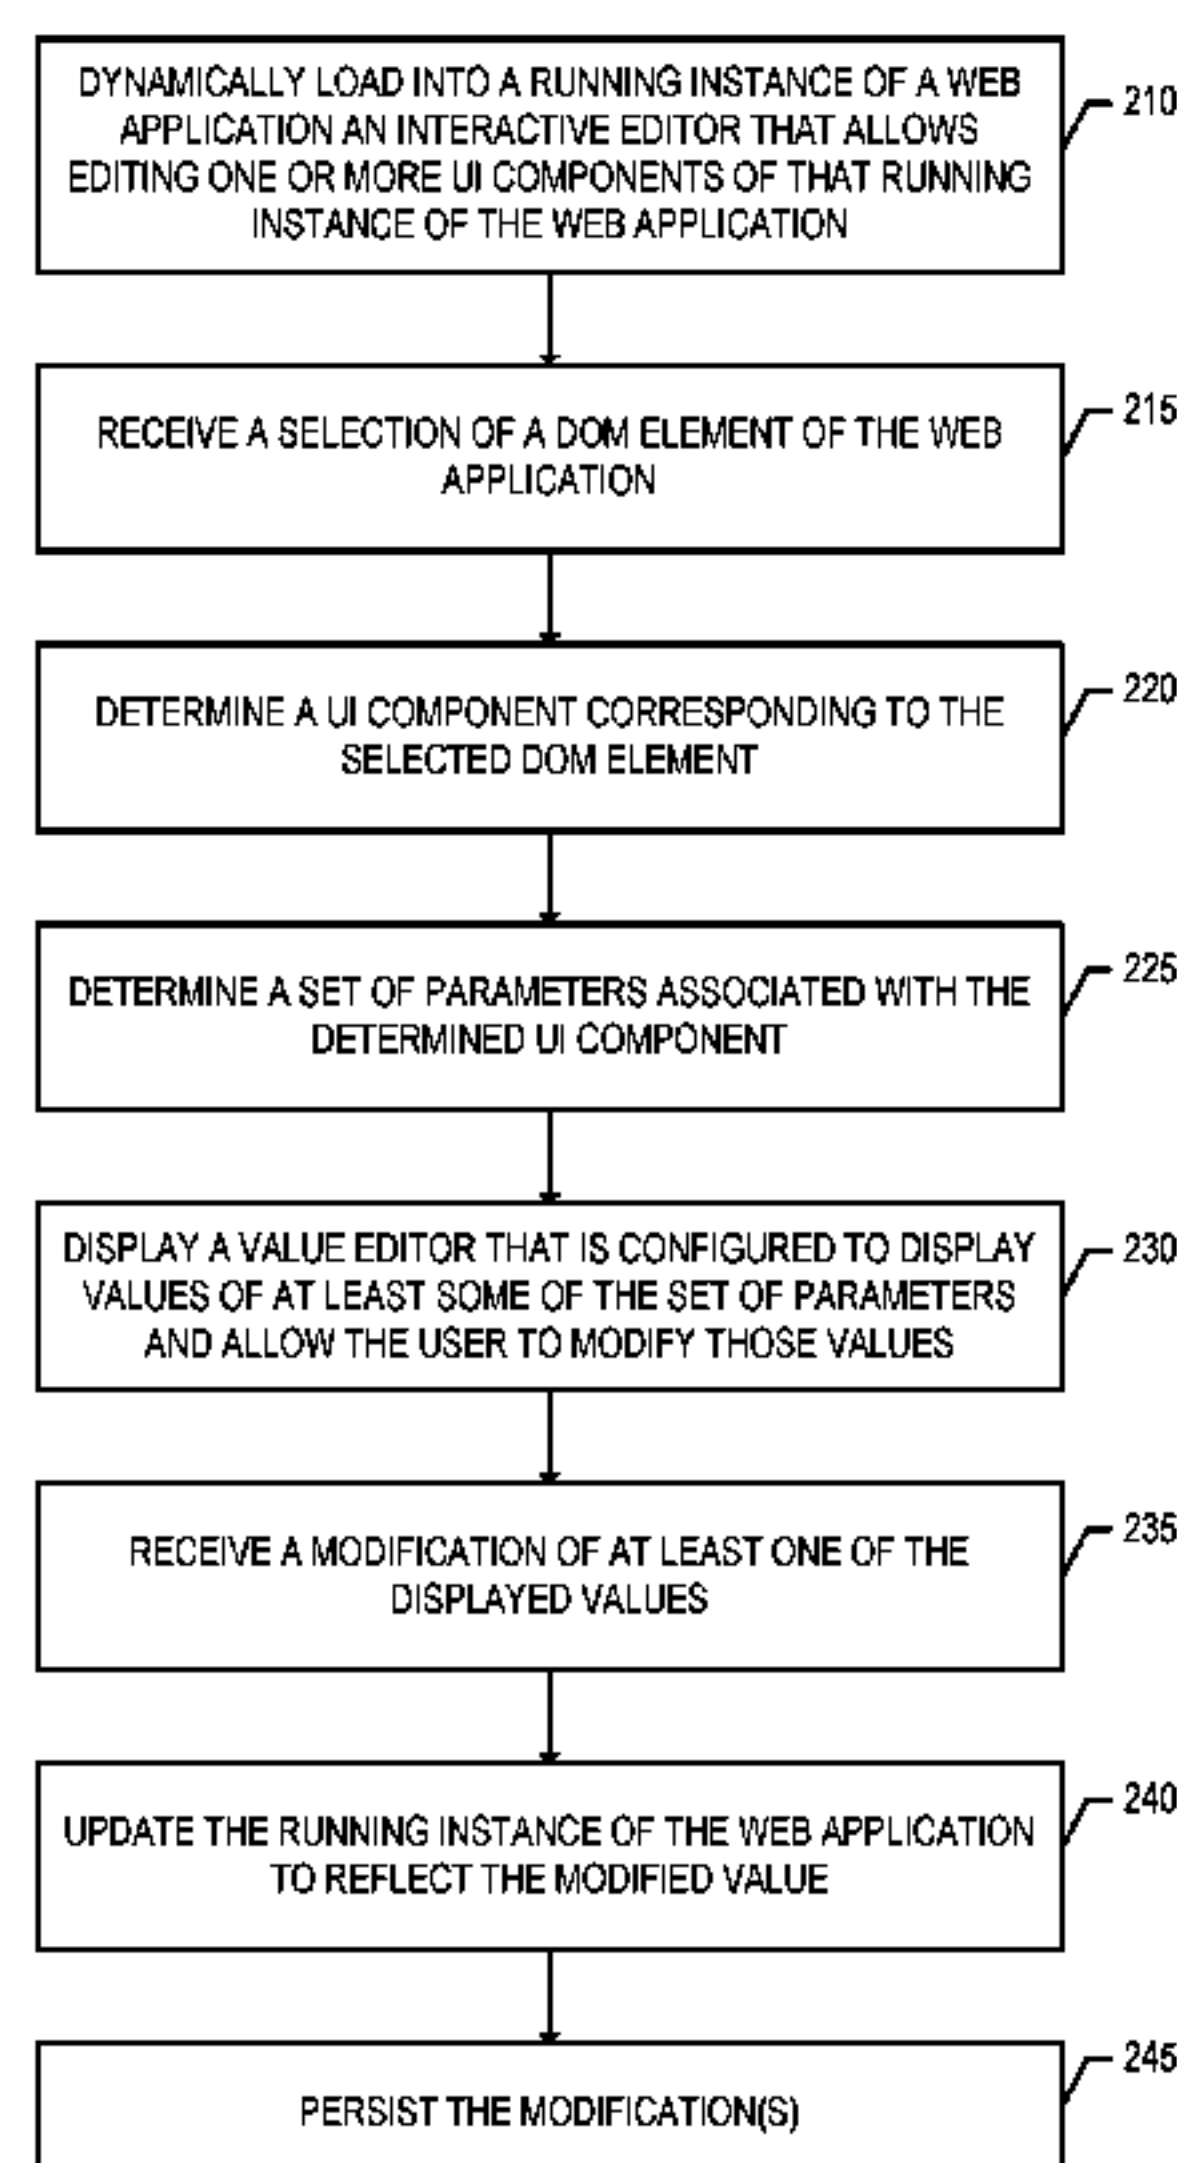 DYNAMICALLY LOAD INTO A RUNNING INSTANCE OF A WEB
APPLICATION AN INTERACTIVE EDITOR THAT ALLOWS
EDITING ONE OR MORE UI COMPONENTS OF THAT RUNNING
INSTANCE OF THE WEB APPLICATION
210
RECEIVE A SELECTION OF A DOM ELEMENT OF THE WEB
APPLICATION
215
DETERMINE A UI COMPONENT CORRESPONDING TO THE
SELECTED DOM ELEMENT
220
DETERMINE A SET OF PARAMETERS ASSOCIATED WITH THE
DETERMINED UI COMPONENT
225
DISPLAY A VALUE EDITOR THAT IS CONFIGURED TO DISPLAY
VALUES OF AT LEAST SOME OF THE SET OF PARAMETERS
AND ALLOW THE USER TO MODIFY THOSE VALUES
230
RECEIVE A MODIFICATION OF AT LEAST ONE OF THE
DISPLAYED VALUES
235
UPDATE THE RUNNING INSTANCE OF THE WEB APPLICATION
TO REFLECT THE MODIFIED VALUE
240
PERSIST THE MODIFICATION(S)
245